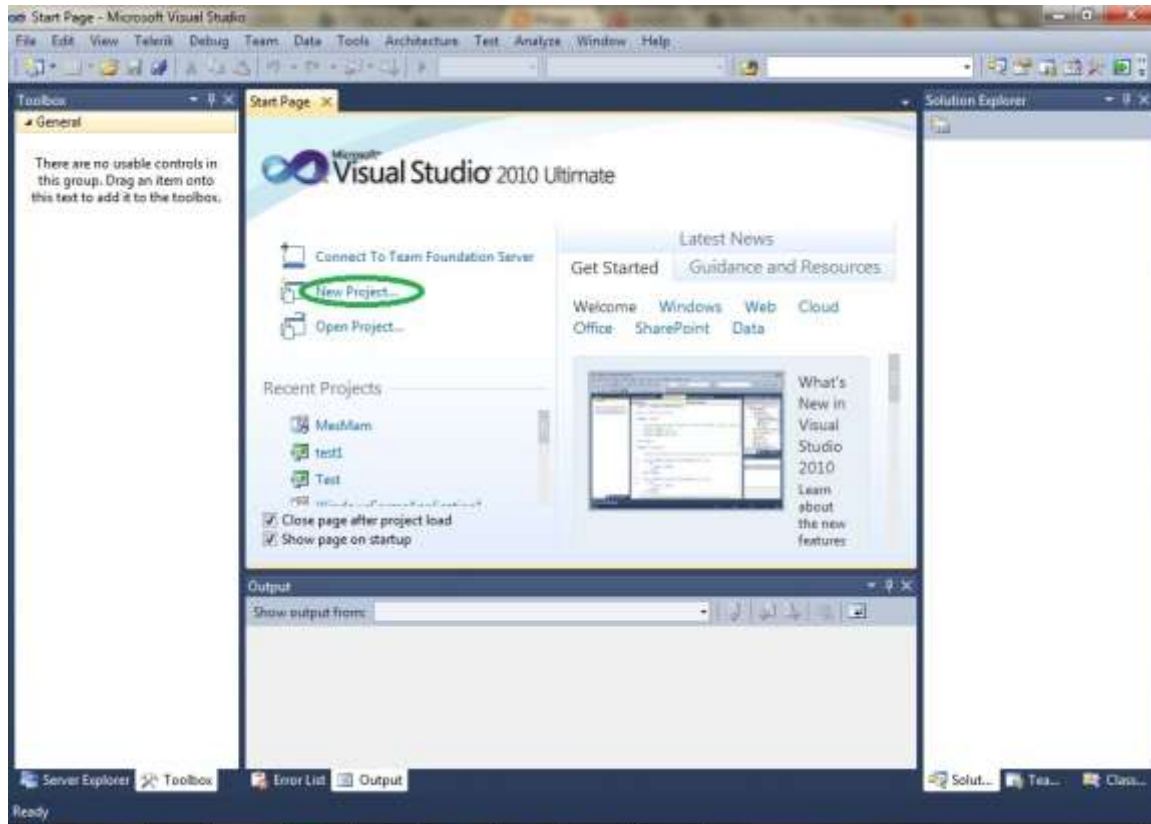 Start Page - Microsoft Visual Studio
File Edit View Telerik Debug Team Data Tools Architecture Test Analyze Window Help
Toolbox
General
There are no usable controls in
this group. Drag an item onto
this text to add it to the toolbox.
Start Page
Microsoft
Visual Studio 2010 Ultimate
Connect To Team Foundation Server
New Project...
Open Project...
Recent Projects
MesMam
test1
Test
Close page after project load
Show page on startup
Latest News
Get Started Guidance and Resources
Welcome Windows Web Cloud
Office SharePoint Data
What's
New in
Visual
Studio
2010
Learn
about
the new
features
Solution Explorer
Output
Show output from:
Server Explorer Toolbox
Error List Output
Solut... Tea... Class...
Ready